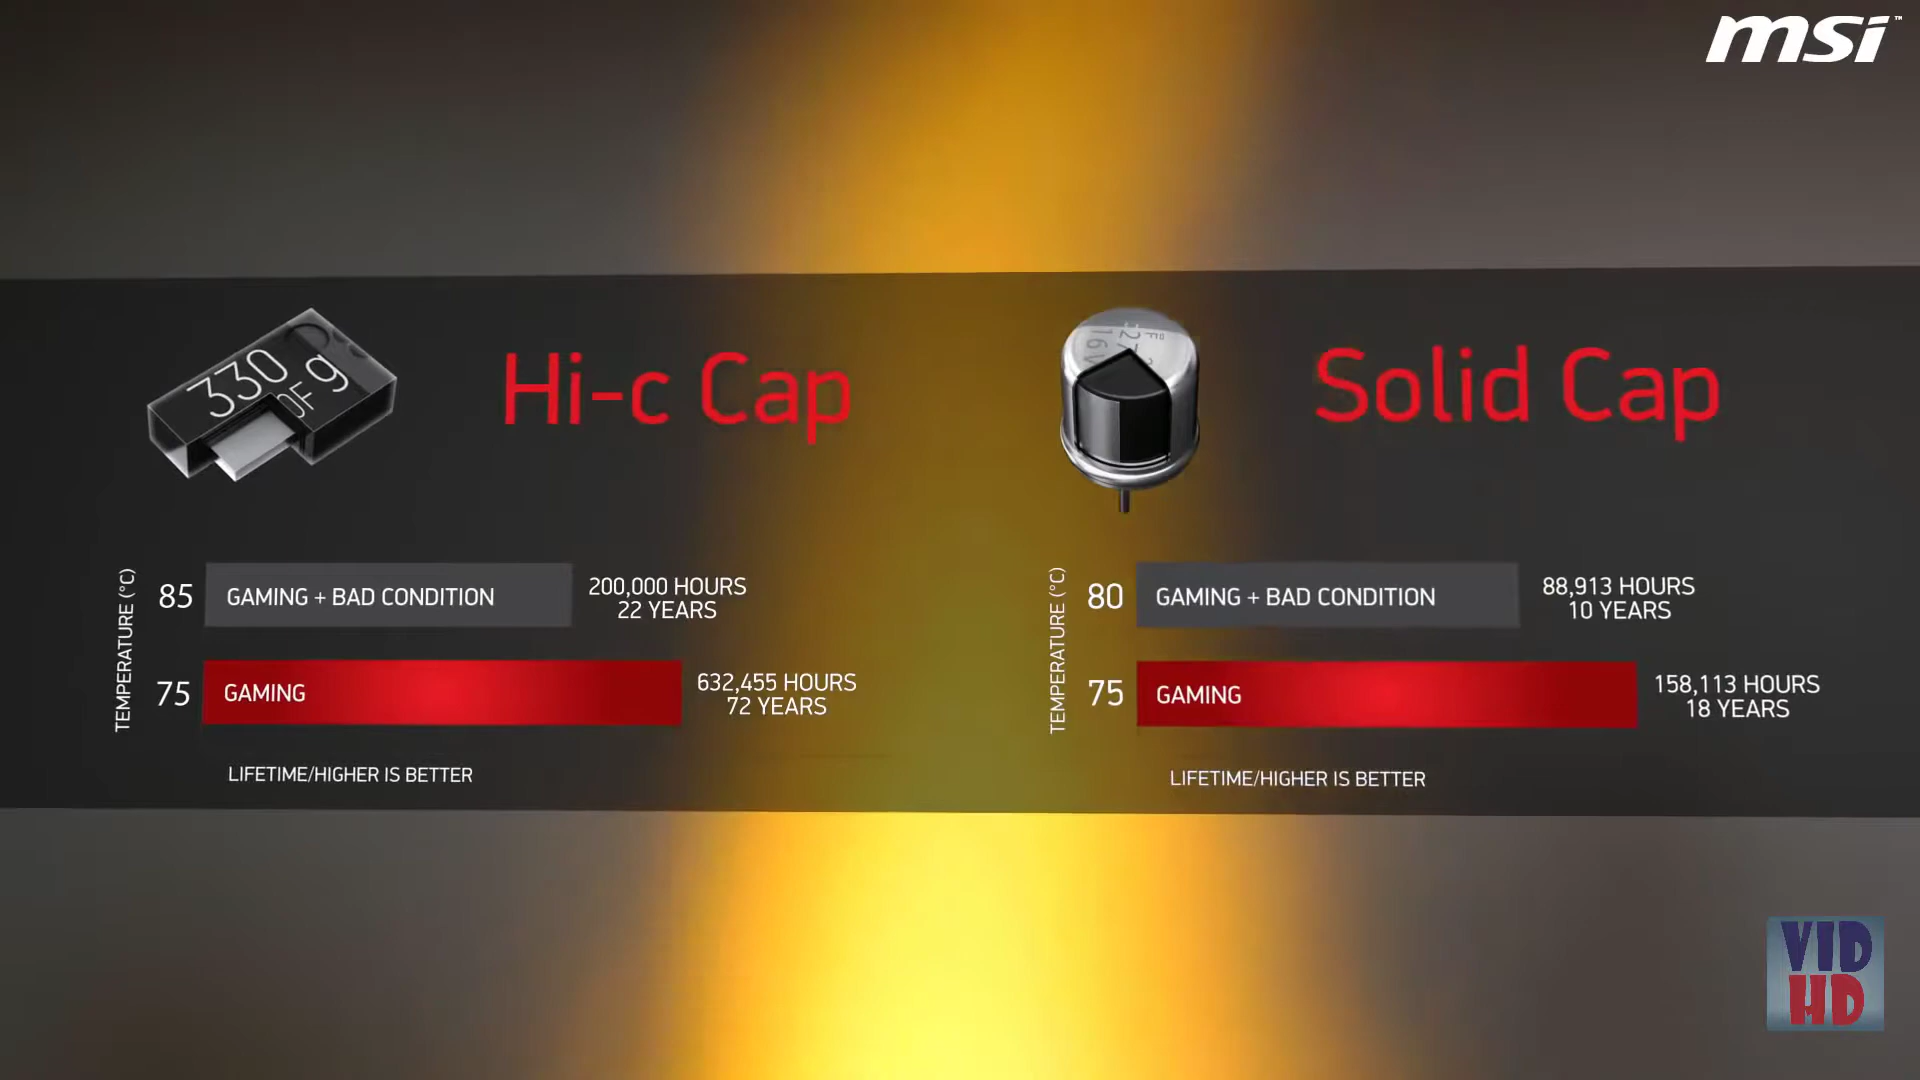 msi™
330
Hi-c Cap
Solid Cap
TEMPERATURE (°C)
85
GAMING + BAD CONDITION
200,000 HOURS
22 YEARS
75
GAMING
632,455 HOURS
72 YEARS
LIFETIME/HIGHER IS BETTER
TEMPERATURE (°C)
80
GAMING + BAD CONDITION
88,913 HOURS
10 YEARS
75
GAMING
158,113 HOURS
18 YEARS
LIFETIME/HIGHER IS BETTER
VID
HD